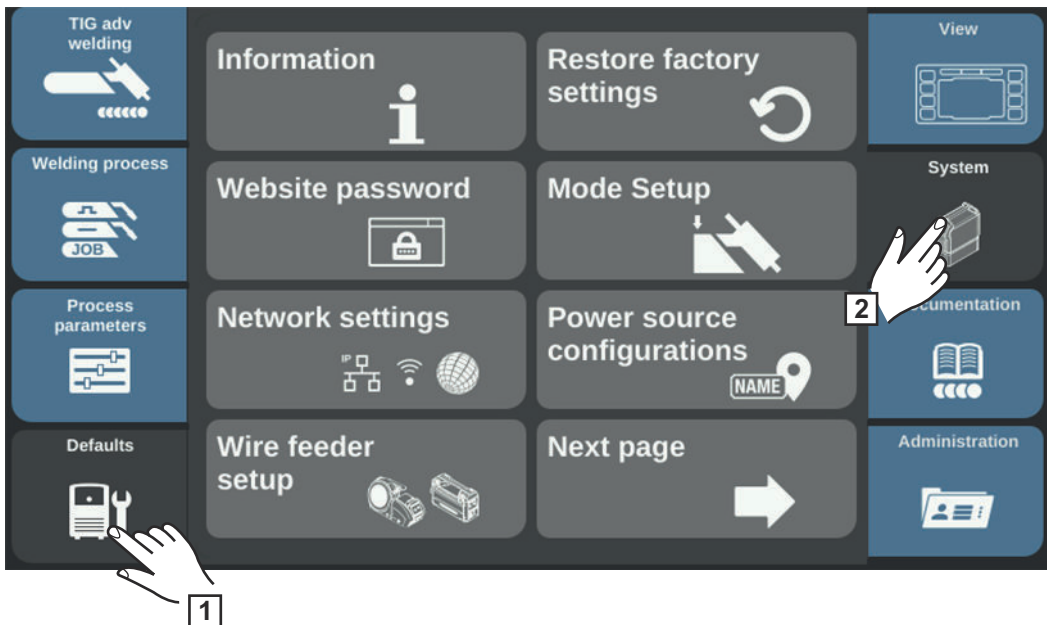 TIG adv
welding
Welding process
JOB
Process
parameters
Defaults
1
Information
Restore factory
settings
Website password
Mode Setup
Network settings
IP
Power source
configurations
NAME
Wire feeder
setup
Next page
View
System
2
ocumentation
Administration